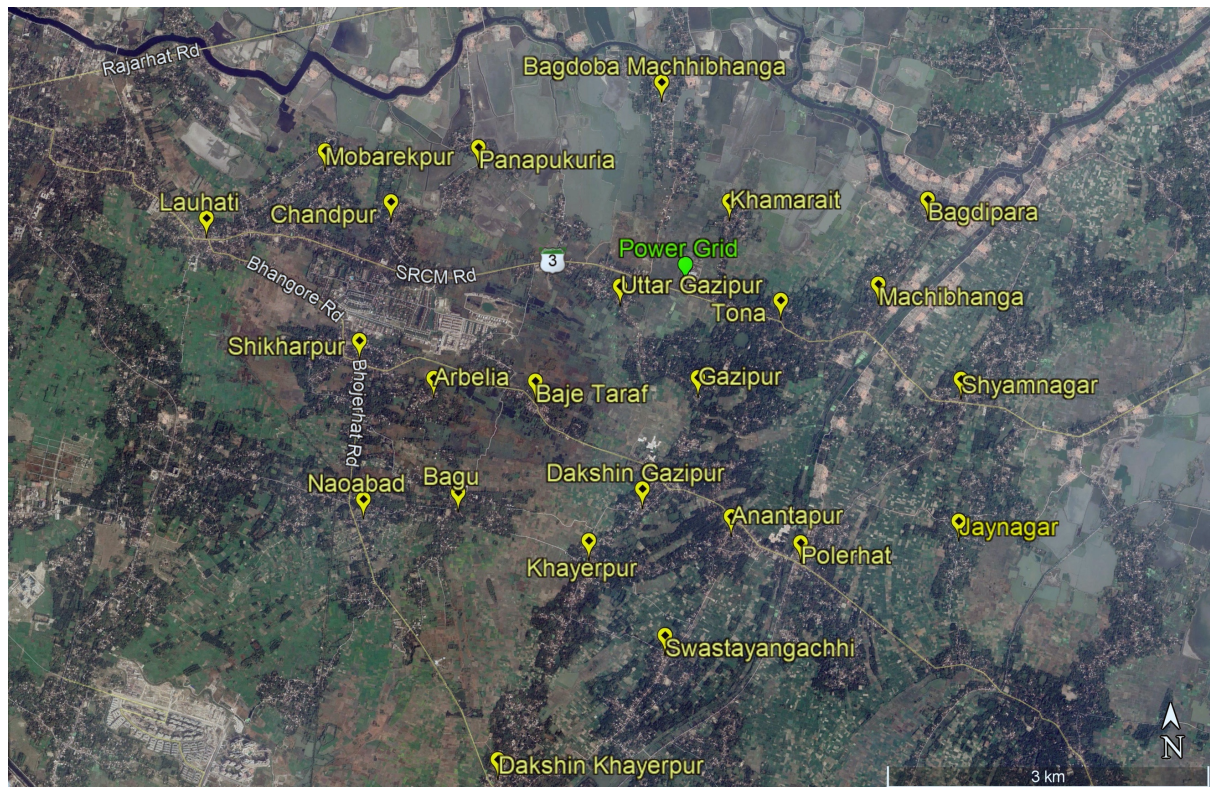 Rajarhat Rd
Bagdoba Machhibhanga
Mobarekpur
Panapukuria
Lauhati
Chandpur
Khamarait
Bagdipara
Power Grid
3
SRCM Rd
Bhangore Rd
Uttar Gazipur
Machibhanga
Tona
Shikharpur
Arbelia
Baje Taraf
Gazipur
Shyamnagar
Bhojerhat Rd
Naoabad
Bagu
Dakshin Gazipur
Anantapur
Jaynagar
Polerhat
Khayerpur
Swastayangachhi
Dakshin Khayerpur
N
3 km